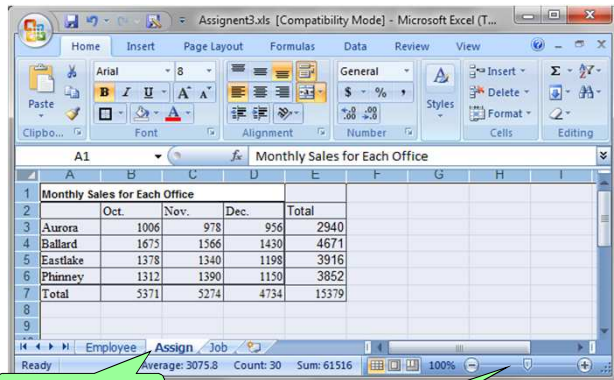 Assignent3.xls [Compatibility Mode] - Microsoft Excel (T...
Home Insert Page Layout Formulas Data Review View
Paste
Arial 8
B I U A A
A
General
$ % ,
.0 .00 .00 .0
Styles
Insert
Delete
Format
Σ
Clipbo... Font Alignment Number Cells Editing
A1 fx Monthly Sales for Each Office
A B C D E F G H I
1 Monthly Sales for Each Office
2 Oct. Nov. Dec. Total
3 Aurora 1006 978 956 2940
4 Ballard 1675 1566 1430 4671
5 Eastlake 1378 1340 1198 3916
6 Phinney 1312 1390 1150 3852
7 Total 5371 5274 4734 15379
8
9
Employee Assign Job
Ready Average: 3075.8 Count: 30 Sum: 61516 100%